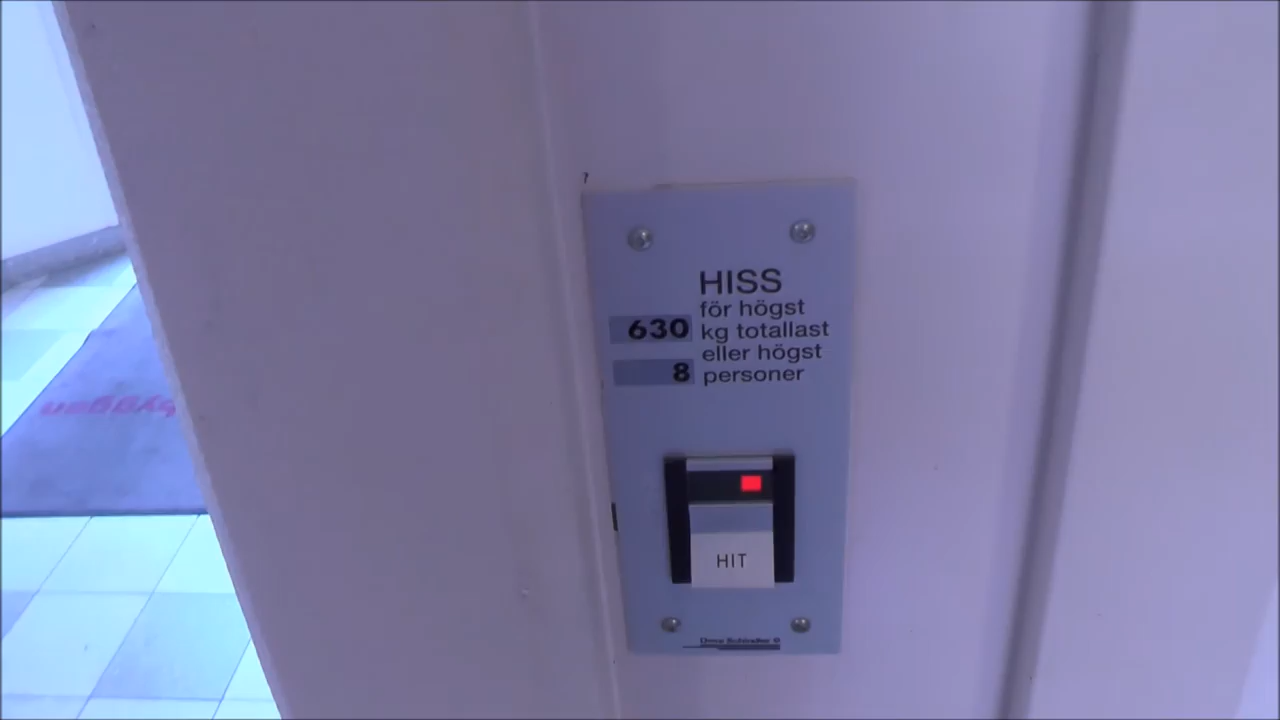 HISS
för högst
630 kg totallast
eller högst
8 personer
HIT